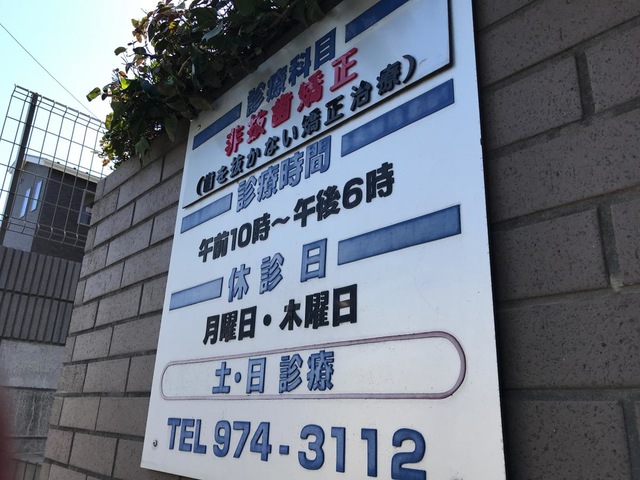 診療科目
非抜歯矯正
(歯を抜かない矯正治療)
診療時間
午前10時～午後6時
休診日
月曜日・木曜日
土・日 診療
TEL 974-3112